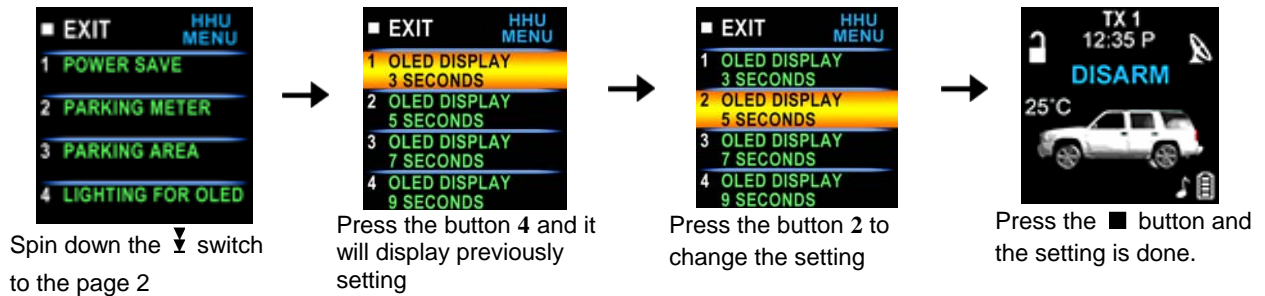 ■ EXIT HHU MENU
1 POWER SAVE
2 PARKING METER
3 PARKING AREA
4 LIGHTING FOR OLED
Spin down the switch
to the page 2
■ EXIT HHU MENU
1 OLED DISPLAY
3 SECONDS
2 OLED DISPLAY
5 SECONDS
3 OLED DISPLAY
7 SECONDS
4 OLED DISPLAY
9 SECONDS
Press the button 4 and it
will display previously
setting
■ EXIT HHU MENU
1 OLED DISPLAY
3 SECONDS
2 OLED DISPLAY
5 SECONDS
3 OLED DISPLAY
7 SECONDS
4 OLED DISPLAY
9 SECONDS
Press the button 2 to
change the setting
TX 1
12:35 P
DISARM
25°C
Press the ■ button and
the setting is done.